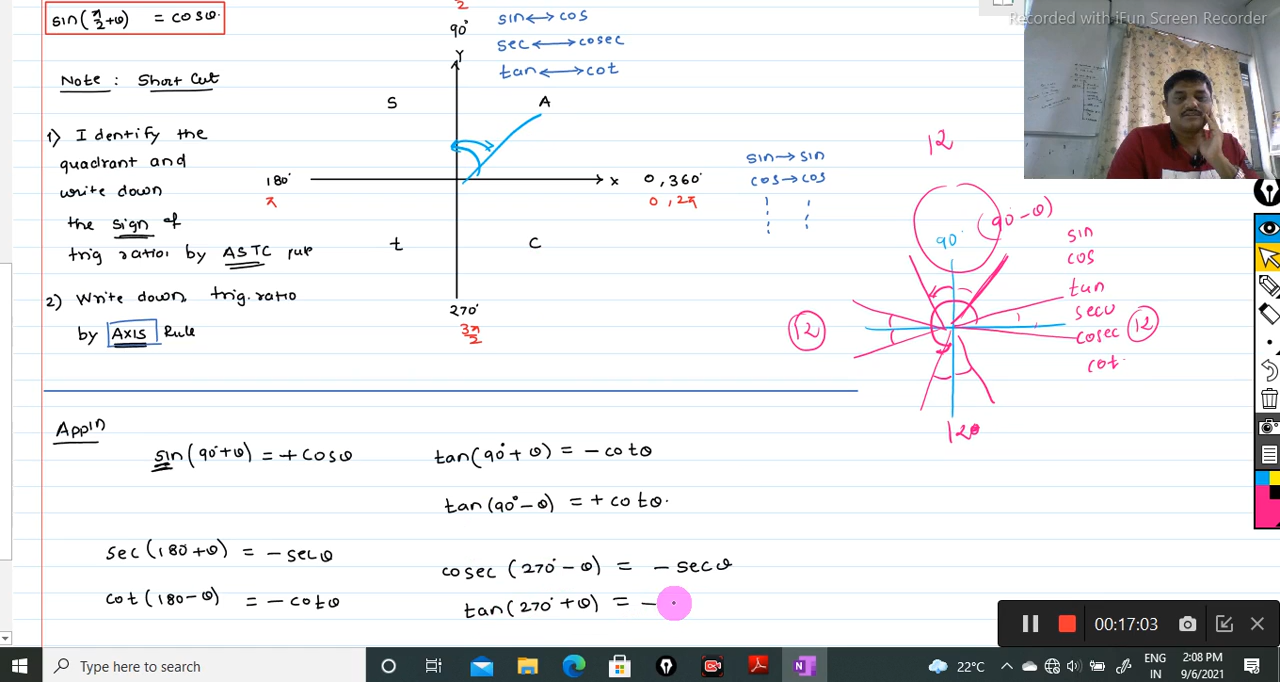 sin(π/2+θ) = cosθ
Note : Short Cut
1) Identify the
quadrant and
write down
the sign of
trig ratioi by ASTC rule
2) Write down trig. ratio
by Axis Rule
2
90°
Y
S
A
180°
π
X
0, 360°
0, 2π
t
C
270°
3π/2
sin↔cos
sec↔cosec
tan↔cot
sin→sin
cos→cos
12
(90°-θ)
90°
sin
cos
tan
secθ
cosec
cot
12
12
12
Appln
sin(90°+θ) = +cosθ
tan(90°+θ) = -cotθ
tan(90°-θ) = +cotθ.
sec(180+θ) = -secθ
cosec (270°-θ) = -secθ
cot(180-θ) = -cotθ
tan(270°+θ) = -
Recorded with iFun Screen Recorder
00:17:03
Type here to search
22°C
ENG
IN
2:08 PM
9/6/2021